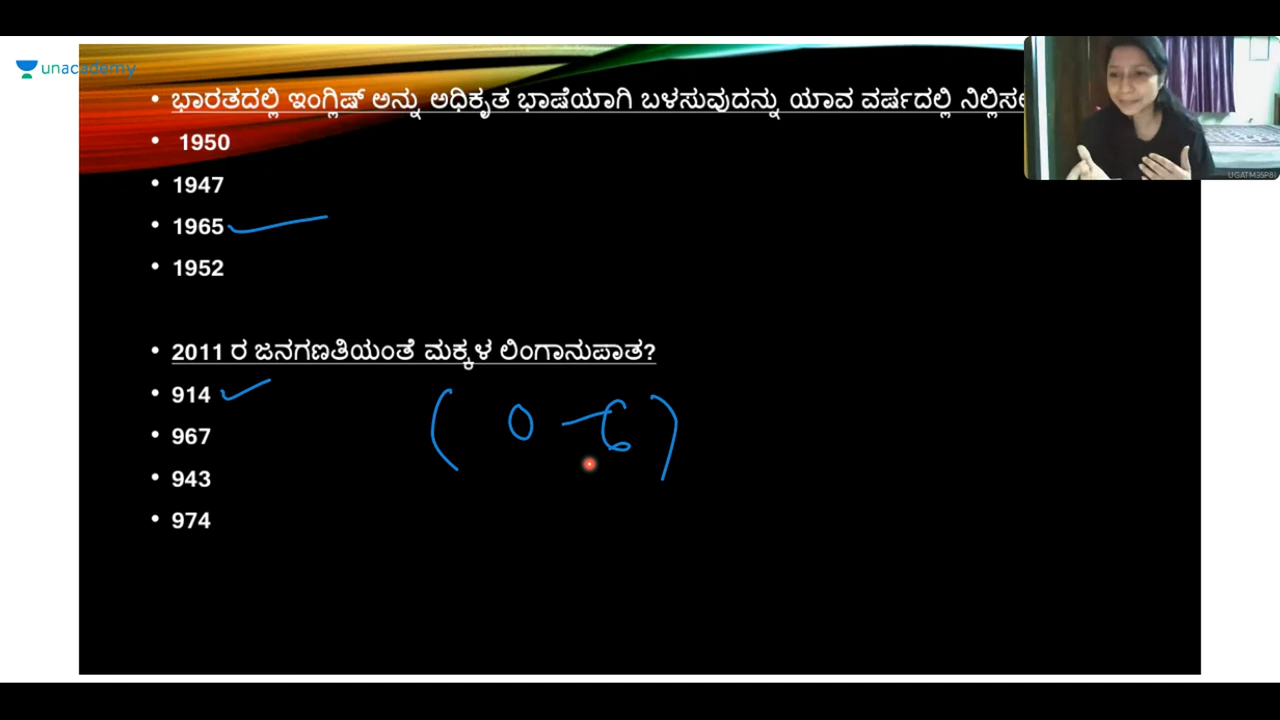 unacademy
• ಭಾರತದಲ್ಲಿ ಇಂಗ್ಲಿಷ್ ಅನ್ನು ಅಧಿಕೃತ ಭಾಷೆಯಾಗಿ ಬಳಸುವುದನ್ನು ಯಾವ ವರ್ಷದಲ್ಲಿ
• 1950
• 1947
• 1965
• 1952
• 2011 ರ ಜನಗಣತಿಯಂತೆ ಮಕ್ಕಳ ಲಿಂಗಾನುಪಾತ?
• 914
( 0 - 6 )
• 967
• 943
• 974